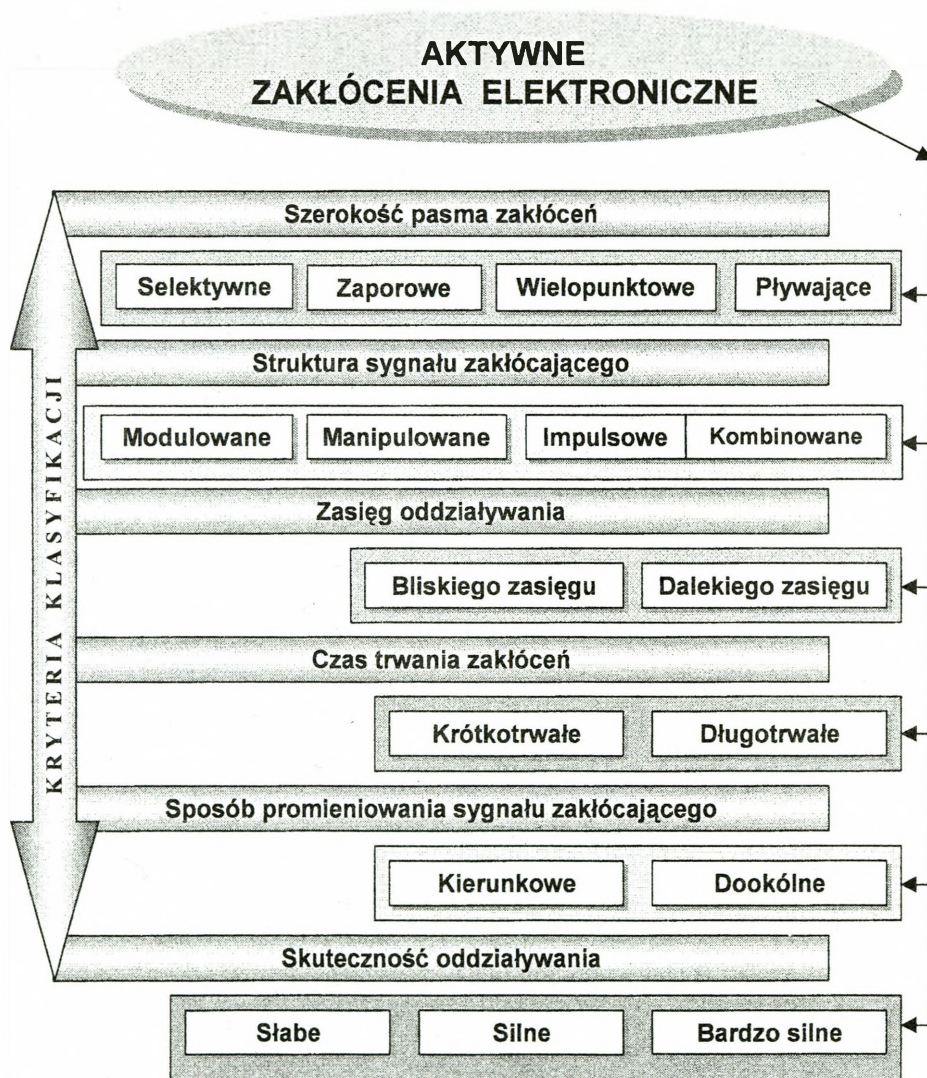 AKTYWNE
ZAKŁÓCENIA ELEKTRONICZNE
Szerokość pasma zakłóceń
Selektywne Zaporowe Wielopunktowe Pływające
Struktura sygnału zakłócającego
Modulowane Manipulowane Impulsowe Kombinowane
Zasięg oddziaływania
Bliskiego zasięgu Dalekiego zasięgu
Czas trwania zakłóceń
Krótkotrwałe Długotrwałe
Sposób promieniowania sygnału zakłócającego
Kierunkowe Dookólne
Skuteczność oddziaływania
Słabe Silne Bardzo silne
KRYTERIA KLASYFIKACJI